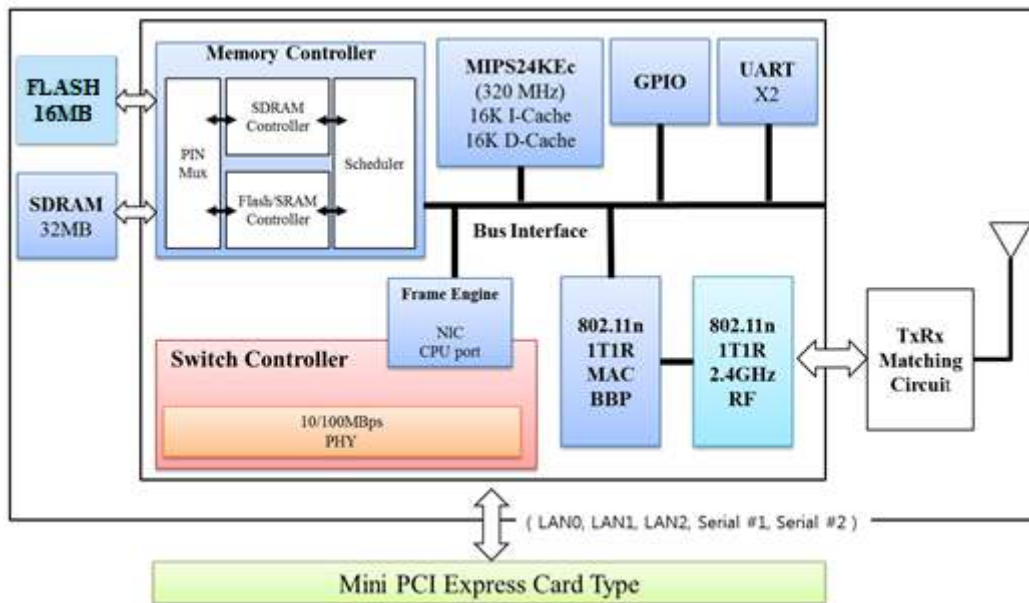 Memory Controller
FLASH
16MB
SDRAM
32MB
PIN
Mux
SDRAM
Controller
Flash/SRAM
Controller
Scheduler
MIPS24KEc
(320 MHz)
16K I-Cache
16K D-Cache
GPIO
UART
X2
Bus Interface
Frame Engine
NIC
CPU port
Switch Controller
10/100MBps
PHY
802.11n
1T1R
MAC
BBP
802.11n
1T1R
2.4GHz
RF
TxRx
Matching
Circuit
( LAN0, LAN1, LAN2, Serial #1, Serial #2 )
Mini PCI Express Card Type